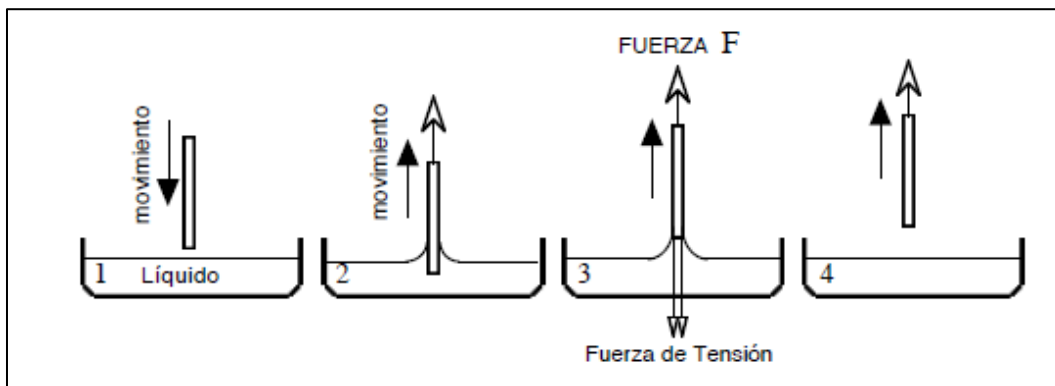 FUERZA F
movimiento
movimiento
1 Líquido
2
3
4
Fuerza de Tensión